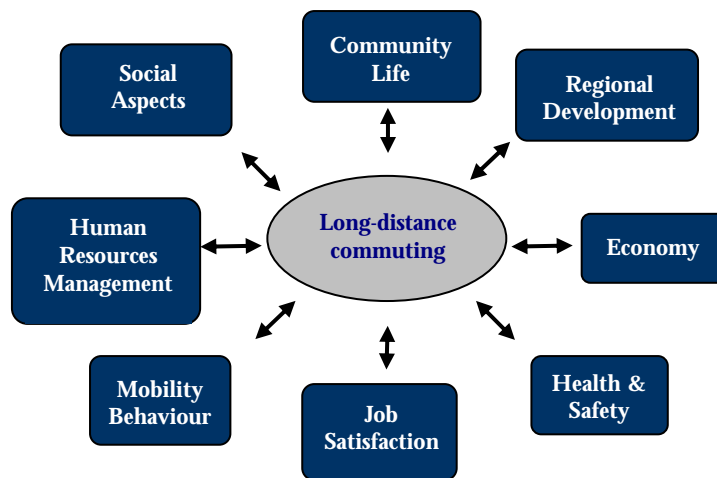 Community
Life
Social
Aspects
Regional
Development
Human
Resources
Management
Long-distance
commuting
Economy
Mobility
Behaviour
Job
Satisfaction
Health &
Safety